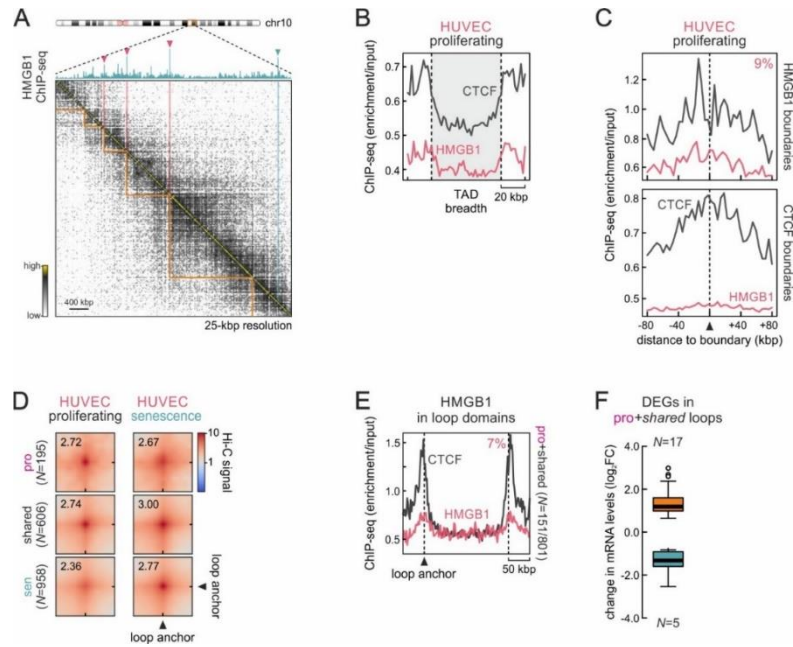 A
chr10
HMGB1
ChIP-seq
high
low
400 kbp
25-kbp resolution
B
HUVEC
proliferating
ChIP-seq (enrichment/input)
0.7
0.6
0.5
0.4
CTCF
HMGB1
TAD
breadth
20 kbp
C
HUVEC
proliferating
ChIP-seq (enrichment/input)
1.2
1.0
0.8
0.6
9%
HMGB1
boundaries
0.8
0.7
0.6
0.5
CTCF
HMGB1
CTCF boundaries
-80
-40
+40
+80
distance to boundary (kbp)
D
HUVEC
proliferating
HUVEC
senescence
pro
(N=195)
2.72
2.67
shared
(N=606)
2.74
3.00
sen
(N=958)
2.36
2.77
10
1
Hi-C signal
loop anchor
loop anchor
E
HMGB1
in loop domains
ChIP-seq (enrichment/input)
1.5
1.0
0.5
CTCF
7%
HMGB1
pro+shared (N=151/801)
loop anchor
50 kbp
F
DEGs in
pro+shared loops
change in mRNA levels (log2FC)
N=17
4.0
2.0
0
-2.0
-4.0
N=5